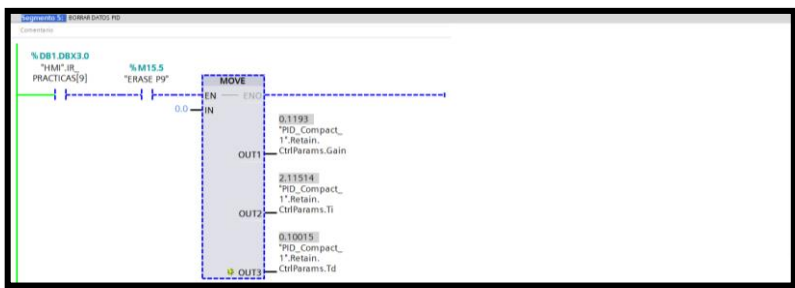 Segmento 5: BORRAR DATOS PID
Comentario
%DB1.DBX3.0
"HMI".IR_
PRACTICAS[9]
%M15.5
"ERASE P9"
MOVE
EN ENO
0.0 IN
0.1193
"PID_Compact_
1".Retain.
OUT1 CtrlParams.Gain
2.11514
"PID_Compact_
1".Retain.
OUT2 CtrlParams.Ti
0.10015
"PID_Compact_
1".Retain.
OUT3 CtrlParams.Td